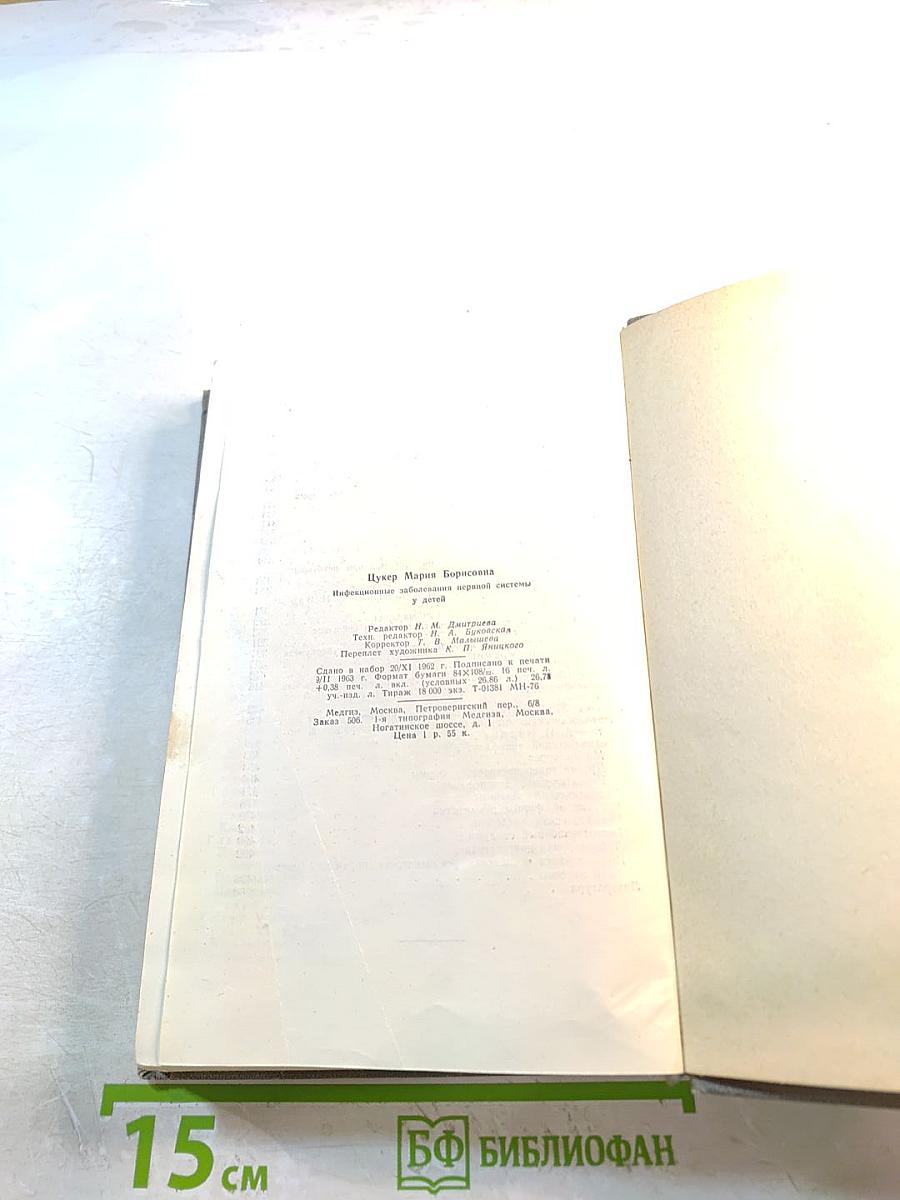 Цукер Мария Борисовна
Инфекционные заболевания нервной системы
у детей
Редактор Н. М. Дмитриева
Техн. редактор Н. А. Буковская
Корректор Т. В. Малышева
Переплет художника К. П. Яницкого
Сдано в набор 20/XI 1962 г. Подписано к печати
/II 1963 г. Формат бумаги 84×108/₃₂. 16 печ. л.
+0,38 печ. л. вкл. (условных 26.86 л.) 26,78
уч.-изд. л. Тираж 18 000 экз. Т-01381 МН-76
Медгиз, Москва, Петроверигский пер., 6/8
Заказ 506. 1-я типография Медгиза, Москва,
Ногатинское шоссе, д. 1
Цена 1 р. 55 к.
Литература
15 см
БФ БИБЛИОФАН